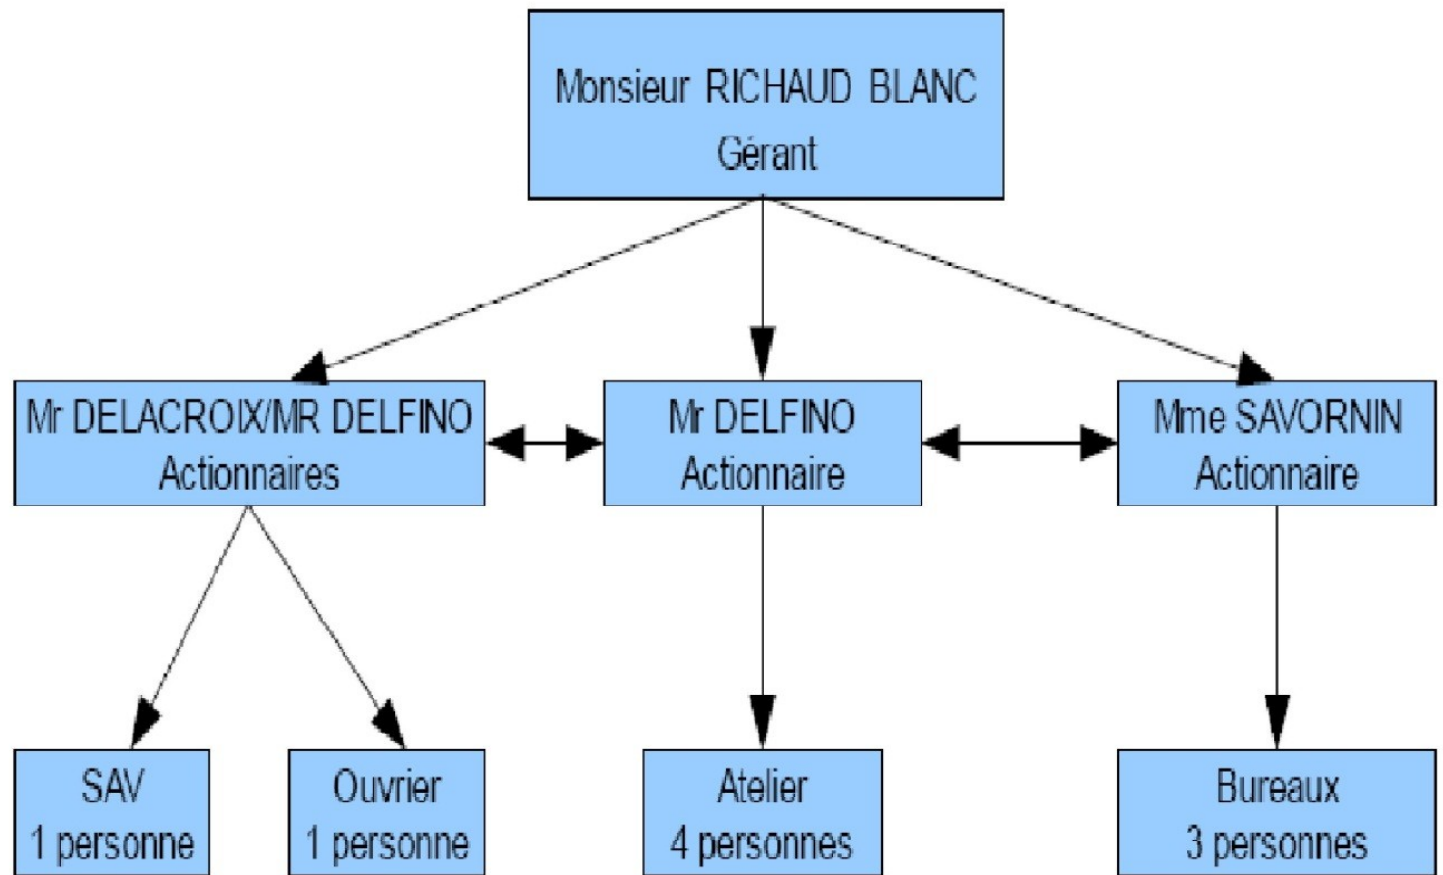 Monsieur RICHAUD BLANC
Gérant
Mr DELACROIX/MR DELFINO
Actionnaires
Mr DELFINO
Actionnaire
Mme SAVORNIN
Actionnaire
SAV
1 personne
Ouvrier
1 personne
Atelier
4 personnes
Bureaux
3 personnes